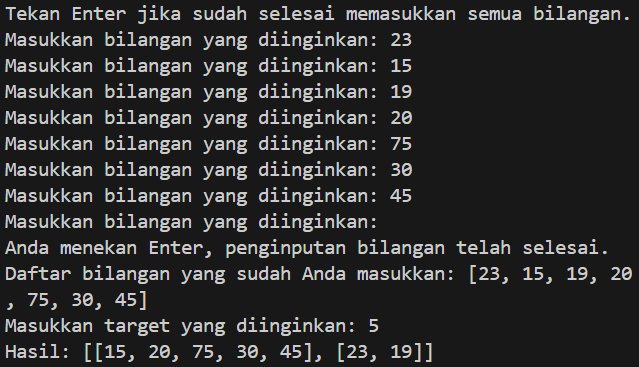 Tekan Enter jika sudah selesai memasukkan semua bilangan.
Masukkan bilangan yang diinginkan: 23
Masukkan bilangan yang diinginkan: 15
Masukkan bilangan yang diinginkan: 19
Masukkan bilangan yang diinginkan: 20
Masukkan bilangan yang diinginkan: 75
Masukkan bilangan yang diinginkan: 30
Masukkan bilangan yang diinginkan: 45
Masukkan bilangan yang diinginkan:
Anda menekan Enter, penginputan bilangan telah selesai.
Daftar bilangan yang sudah Anda masukkan: [23, 15, 19, 20
, 75, 30, 45]
Masukkan target yang diinginkan: 5
Hasil: [[15, 20, 75, 30, 45], [23, 19]]